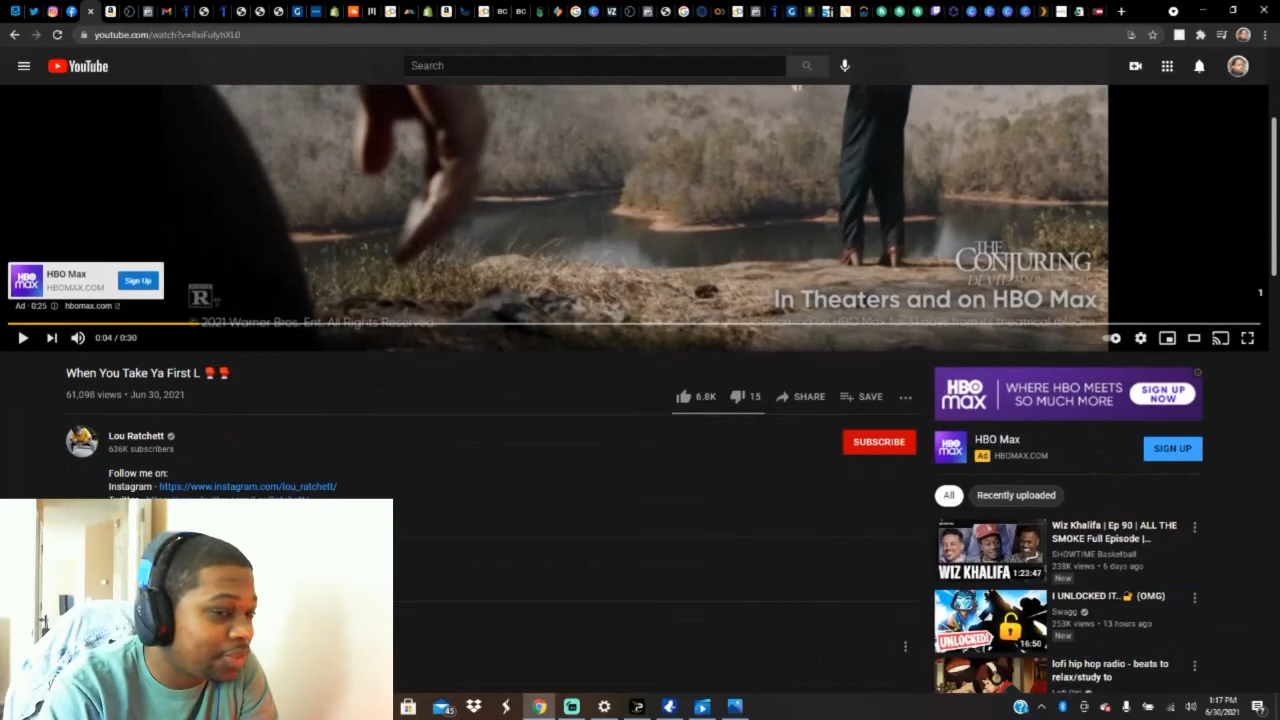 youtube.com/watch?v=8xiFuIyhXL0
YouTube
Search
THE
CONJURING
In Theaters and on HBO Max
HBO
max
HBO Max
HBOMAX.COM
Sign Up
Ad · 0:25
hbomax.com
R
© 2021 Warner Bros. Ent. All Rights Reserved
1
0:04 / 0:30
When You Take Ya First L 🥊🥊
61,098 views • Jun 30, 2021
6.8K
15
SHARE
SAVE
Lou Ratchett
636K subscribers
SUBSCRIBE
Follow me on:
Instagram - https://www.instagram.com/lou_ratchett/
HBO
max
WHERE HBO MEETS
SO MUCH MORE
SIGN UP
NOW
HBO
max
HBO Max
Ad HBOMAX.COM
SIGN UP
All
Recently uploaded
WIZ KHALIFA
1:23:47
Wiz Khalifa | Ep 90 | ALL THE
SMOKE Full Episode |...
SHOWTIME Basketball
238K views • 6 days ago
New
UNLOCKED!
16:50
I UNLOCKED IT.. 🔐 (OMG)
Swagg
253K views • 13 hours ago
New
lofi hip hop radio - beats to
relax/study to
45
1:17 PM
6/30/2021